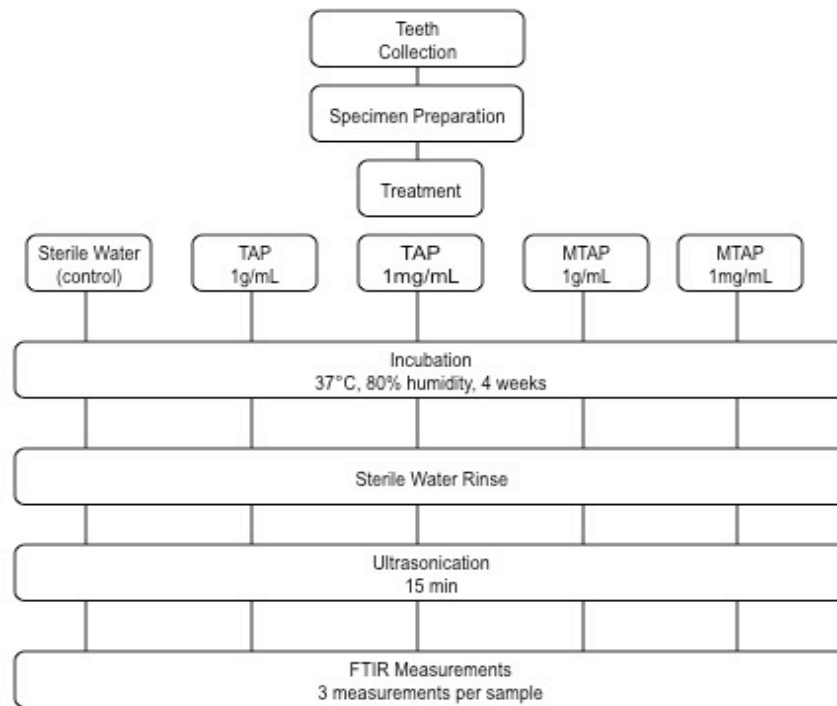 Teeth
Collection
Specimen Preparation
Treatment
Sterile Water
(control)
TAP
1g/mL
TAP
1mg/mL
MTAP
1g/mL
MTAP
1mg/mL
Incubation
37°C, 80% humidity, 4 weeks
Sterile Water Rinse
Ultrasonication
15 min
FTIR Measurements
3 measurements per sample